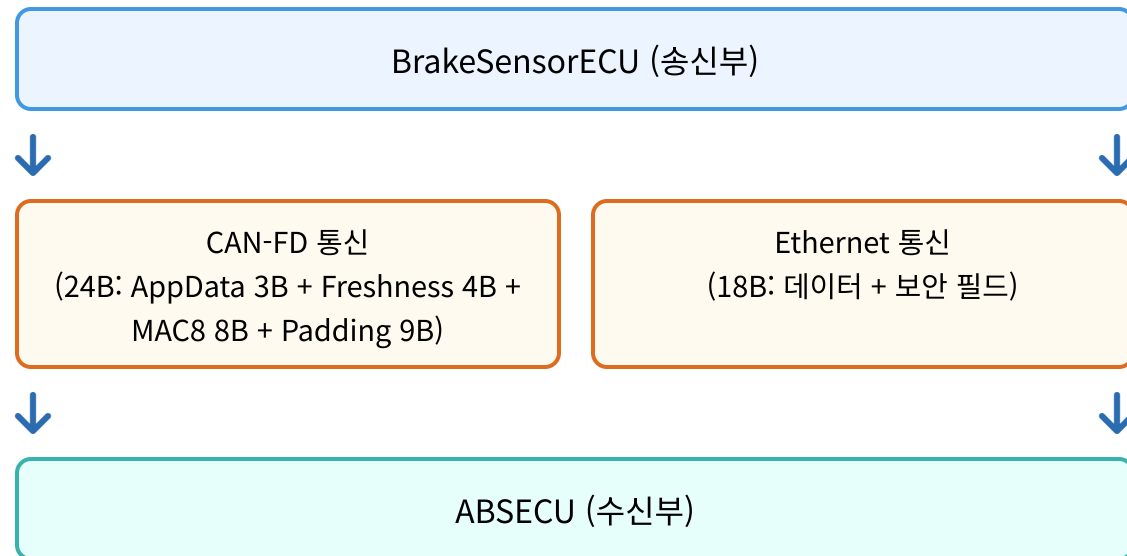 BrakeSensorECU (송신부)
CAN-FD 통신
(24B: AppData 3B + Freshness 4B +
MAC8 8B + Padding 9B)
Ethernet 통신
(18B: 데이터 + 보안 필드)
ABSECU (수신부)